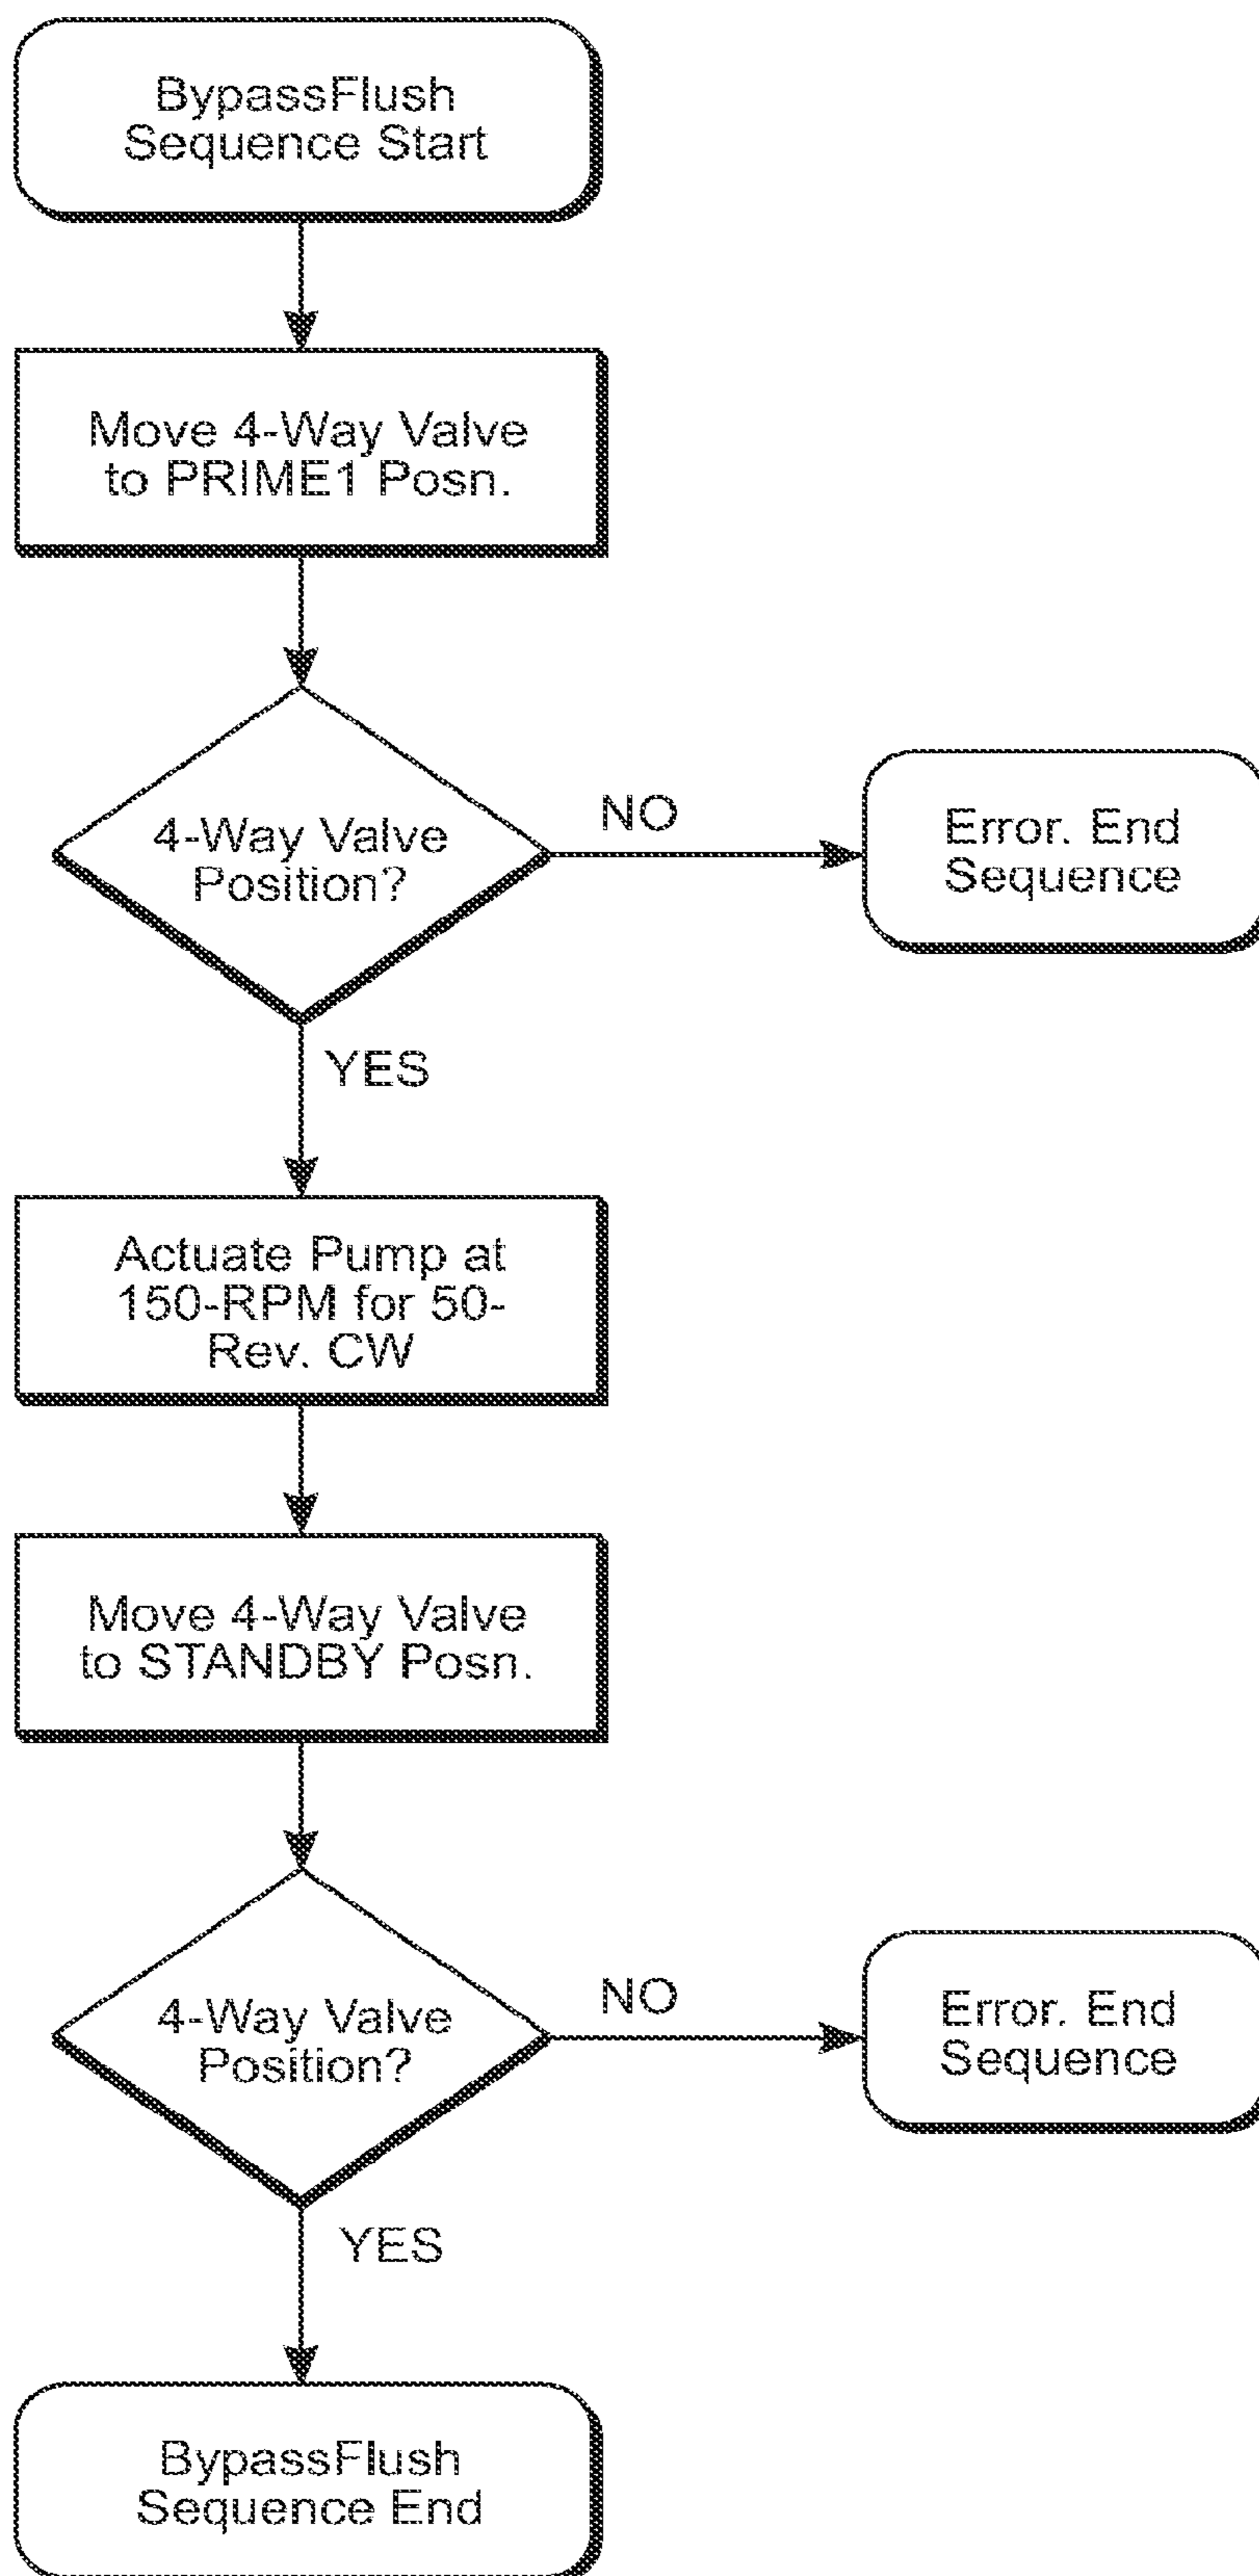 BypassFlush
Sequence Start
Move 4-Way Valve
to PRIME1 Posn.
4-Way Valve
Position?
NO
Error. End
Sequence
YES
Actuate Pump at
150-RPM for 50-
Rev. CW
Move 4-Way Valve
to STANDBY Posn.
4-Way Valve
Position?
NO
Error. End
Sequence
YES
BypassFlush
Sequence End